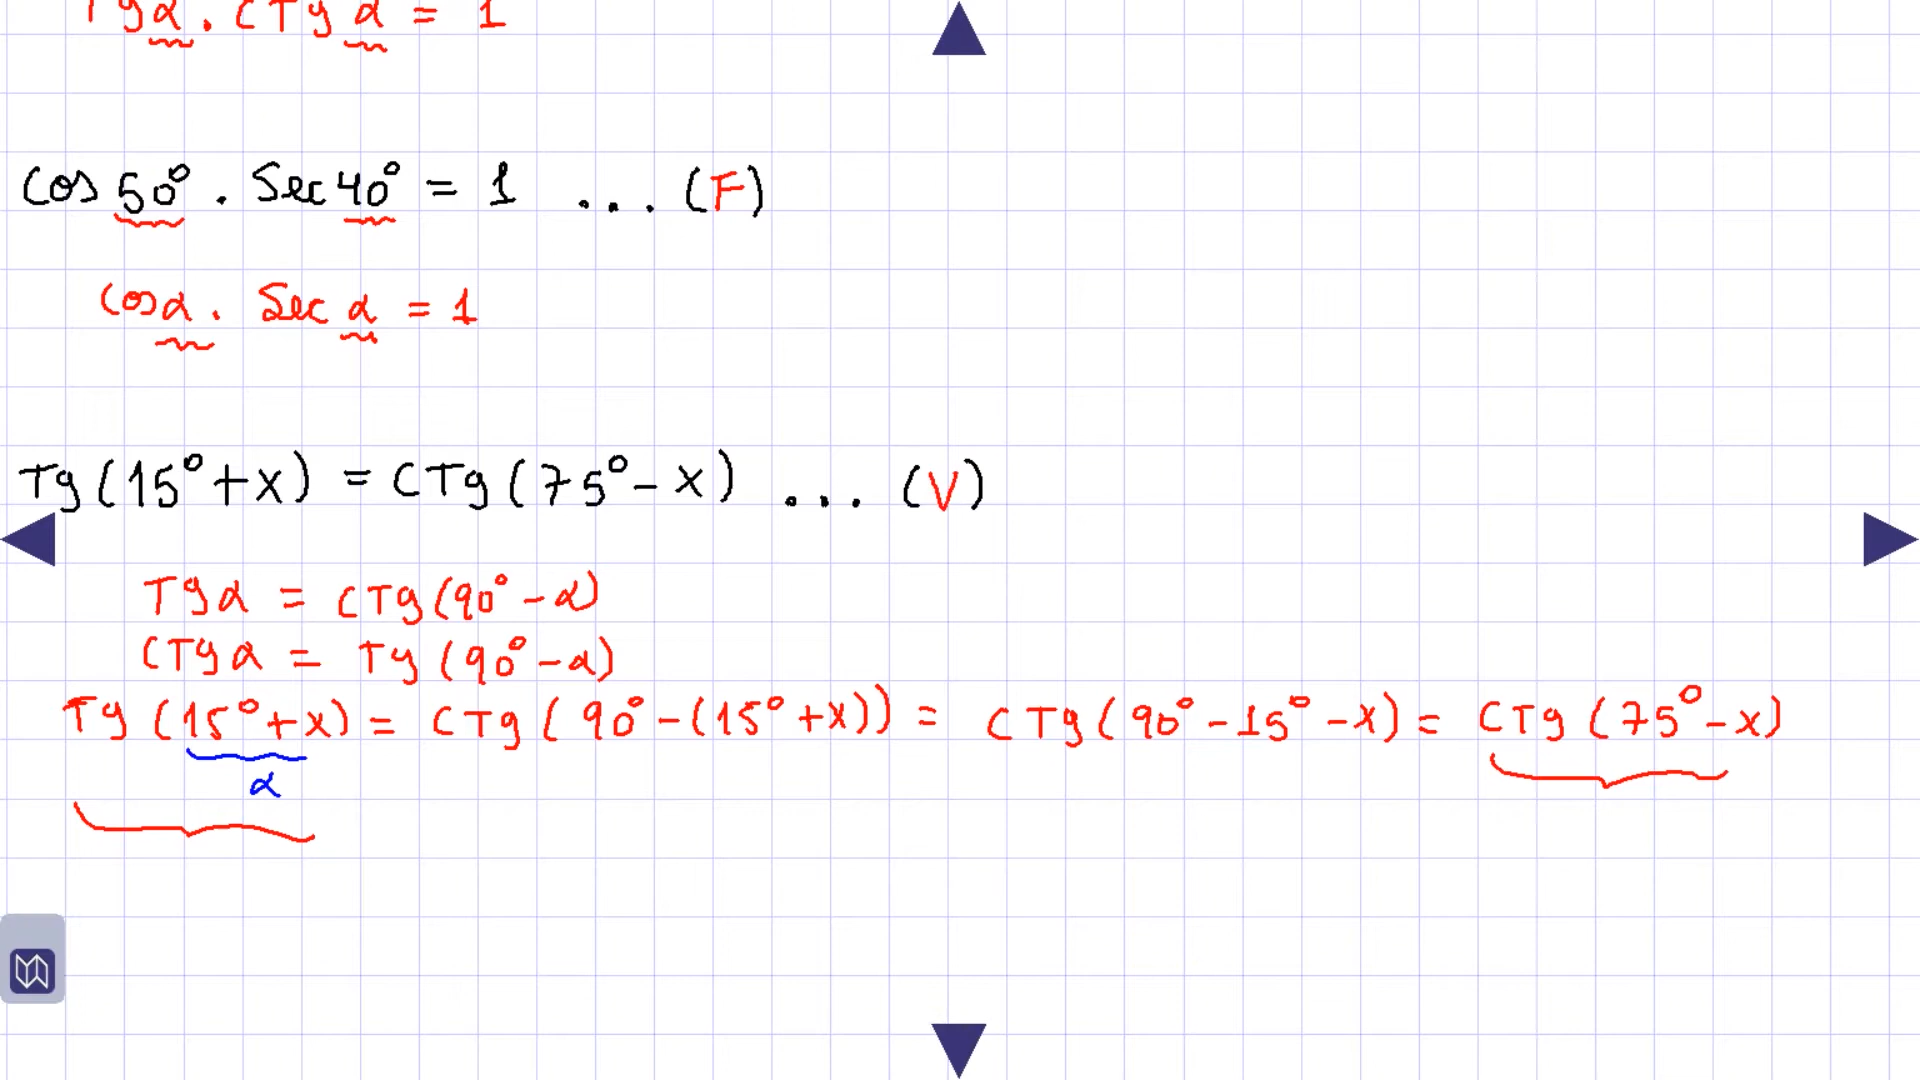 Tgα . CTg α = 1
Cos 50° . Sec 40° = 1 ... (F)
Cosα . Sec α = 1
Tg(15°+x) = CTg(75°-x) ... (V)
Tgα = CTg(90°-α)
CTgα = Tg(90°-α)
Tg(15°+x) = CTg(90°-(15°+x)) = CTg(90°-15°-x) = CTg(75°-x)
α